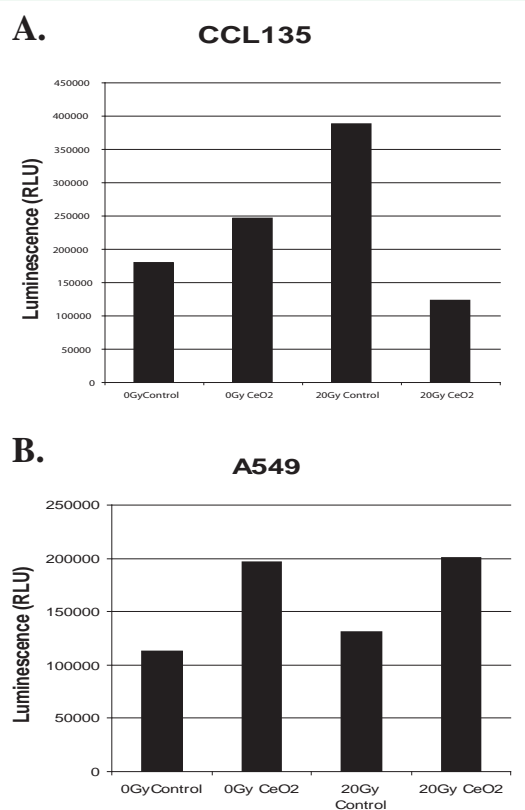 A.
CCL135
Luminescence (RLU)
450000
400000
350000
300000
250000
200000
150000
100000
50000
0
0GyControl
0Gy CeO2
20Gy Control
20Gy CeO2
B.
A549
Luminescence (RLU)
250000
200000
150000
100000
50000
0
0GyControl
0Gy CeO2
20Gy
Control
20Gy CeO2